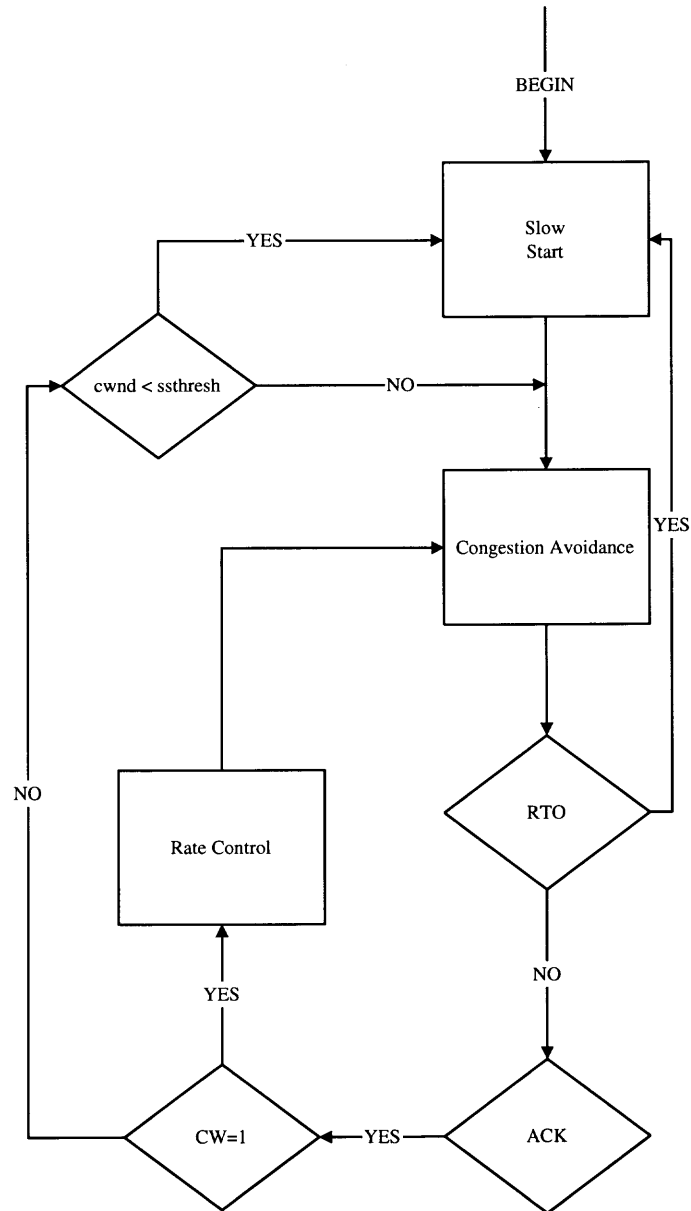 BEGIN
Slow
Start
YES
cwnd < ssthresh
NO
YES
Congestion Avoidance
NO
Rate Control
RTO
YES
NO
CW=1
YES
ACK